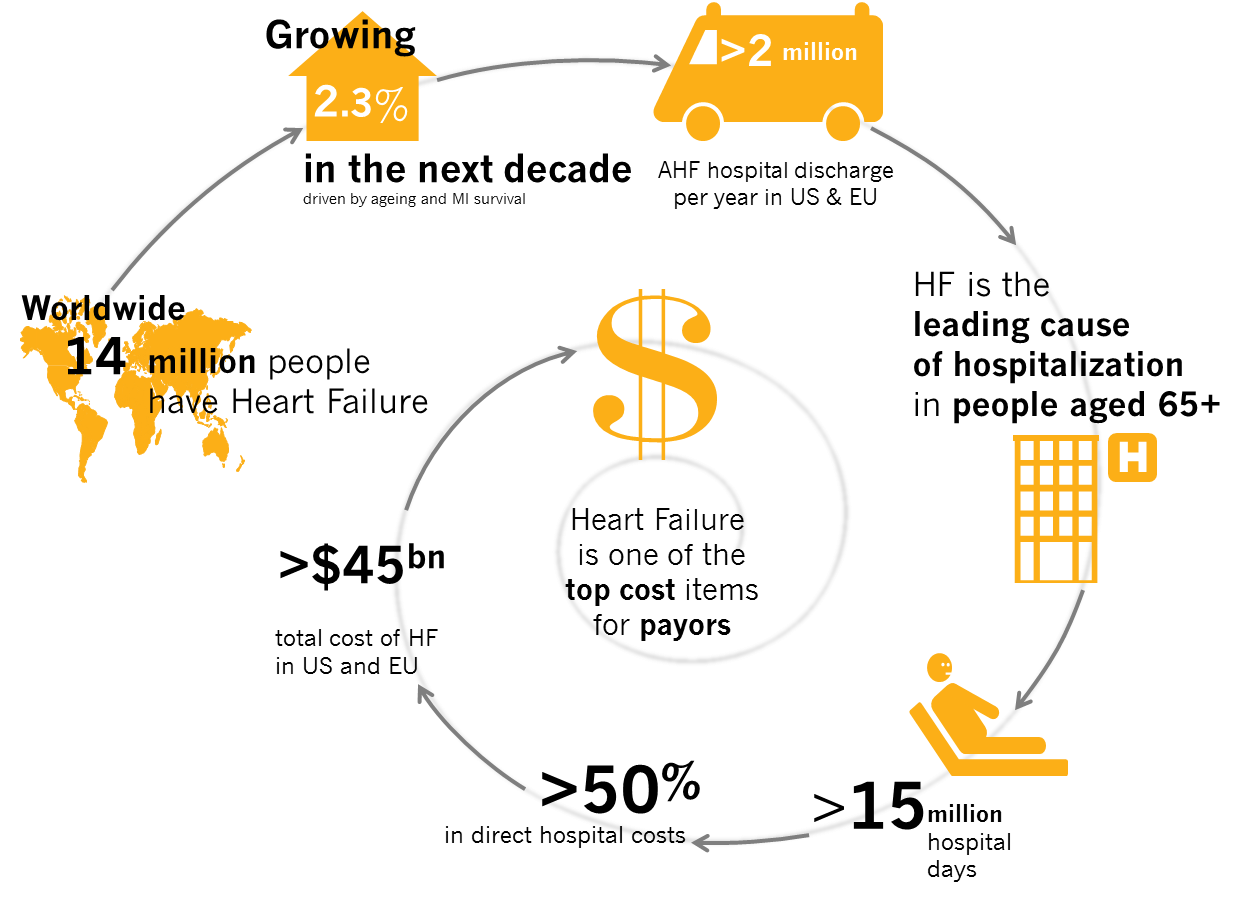 Growing
2.3%
in the next decade
driven by ageing and MI survival
>2 million
AHF hospital discharge
per year in US & EU
HF is the
leading cause
of hospitalization
in people aged 65+
H
>15 million
hospital
days
>50%
in direct hospital costs
>$45bn
total cost of HF
in US and EU
$
Heart Failure
is one of the
top cost items
for payors
Worldwide
14 million people
have Heart Failure